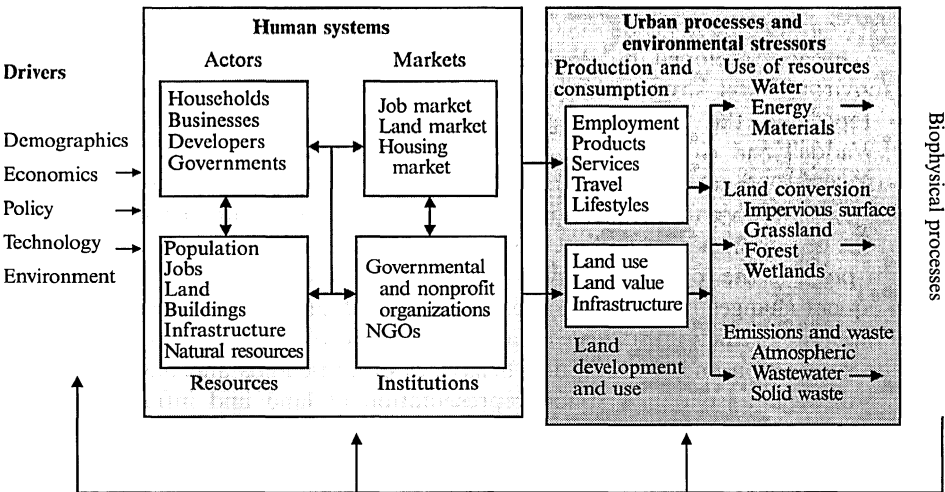 Drivers
Demographics
Economics
Policy
Technology
Environment
Human systems
Actors
Households
Businesses
Developers
Governments
Markets
Job market
Land market
Housing
market
Population
Jobs
Land
Buildings
Infrastructure
Natural resources
Resources
Governmental
and nonprofit
organizations
NGOs
Institutions
Urban processes and
environmental stressors
Production and
consumption
Employment
Products
Services
Travel
Lifestyles
Land use
Land value
Infrastructure
Land
development
and use
Use of resources
Water
Energy
Materials
Land conversion
Impervious surface
Grassland
Forest
Wetlands
Emissions and waste
Atmospheric
Wastewater
Solid waste
Biophysical processes